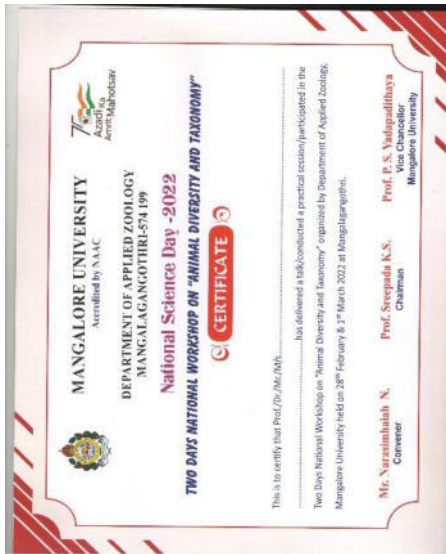 MANGALORE UNIVERSITY
Accredited by NAAC
75
Azadi Ka
Amrit Mahotsav
DEPARTMENT OF APPLIED ZOOLOGY
MANGALAGANGOTHRI-574 199
National Science Day -2022
TWO DAYS NATIONAL WORKSHOP ON "ANIMAL DIVERSITY AND TAXONOMY"
CERTIFICATE
This is to certify that Prof./Dr./Mr./Ms.................................................................
..............................has delivered a talk/conducted a practical session/participated in the
Two Days National Workshop on "Animal Diversity and Taxonomy" organized by Department of Applied Zoology,
Mangalore University held on 28th February & 1st March 2022 at Mangalagangothri.
Mr. Narasimhaiah N.
Convener
Prof. Sreepada K.S.
Chairman
Prof. P. S. Yadapadithaya
Vice Chancellor
Mangalore University